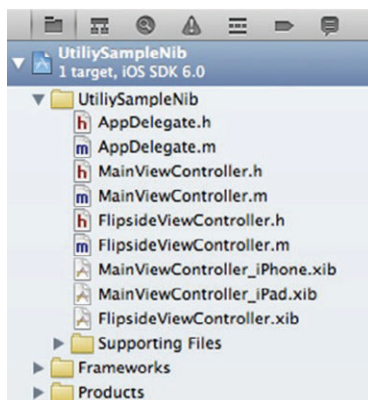 UtiliySampleNib
1 target, iOS SDK 6.0
UtiliySampleNib
h AppDelegate.h
m AppDelegate.m
h MainViewController.h
m MainViewController.m
h FlipsideViewController.h
m FlipsideViewController.m
MainViewController_iPhone.xib
MainViewController_iPad.xib
FlipsideViewController.xib
Supporting Files
Frameworks
Products